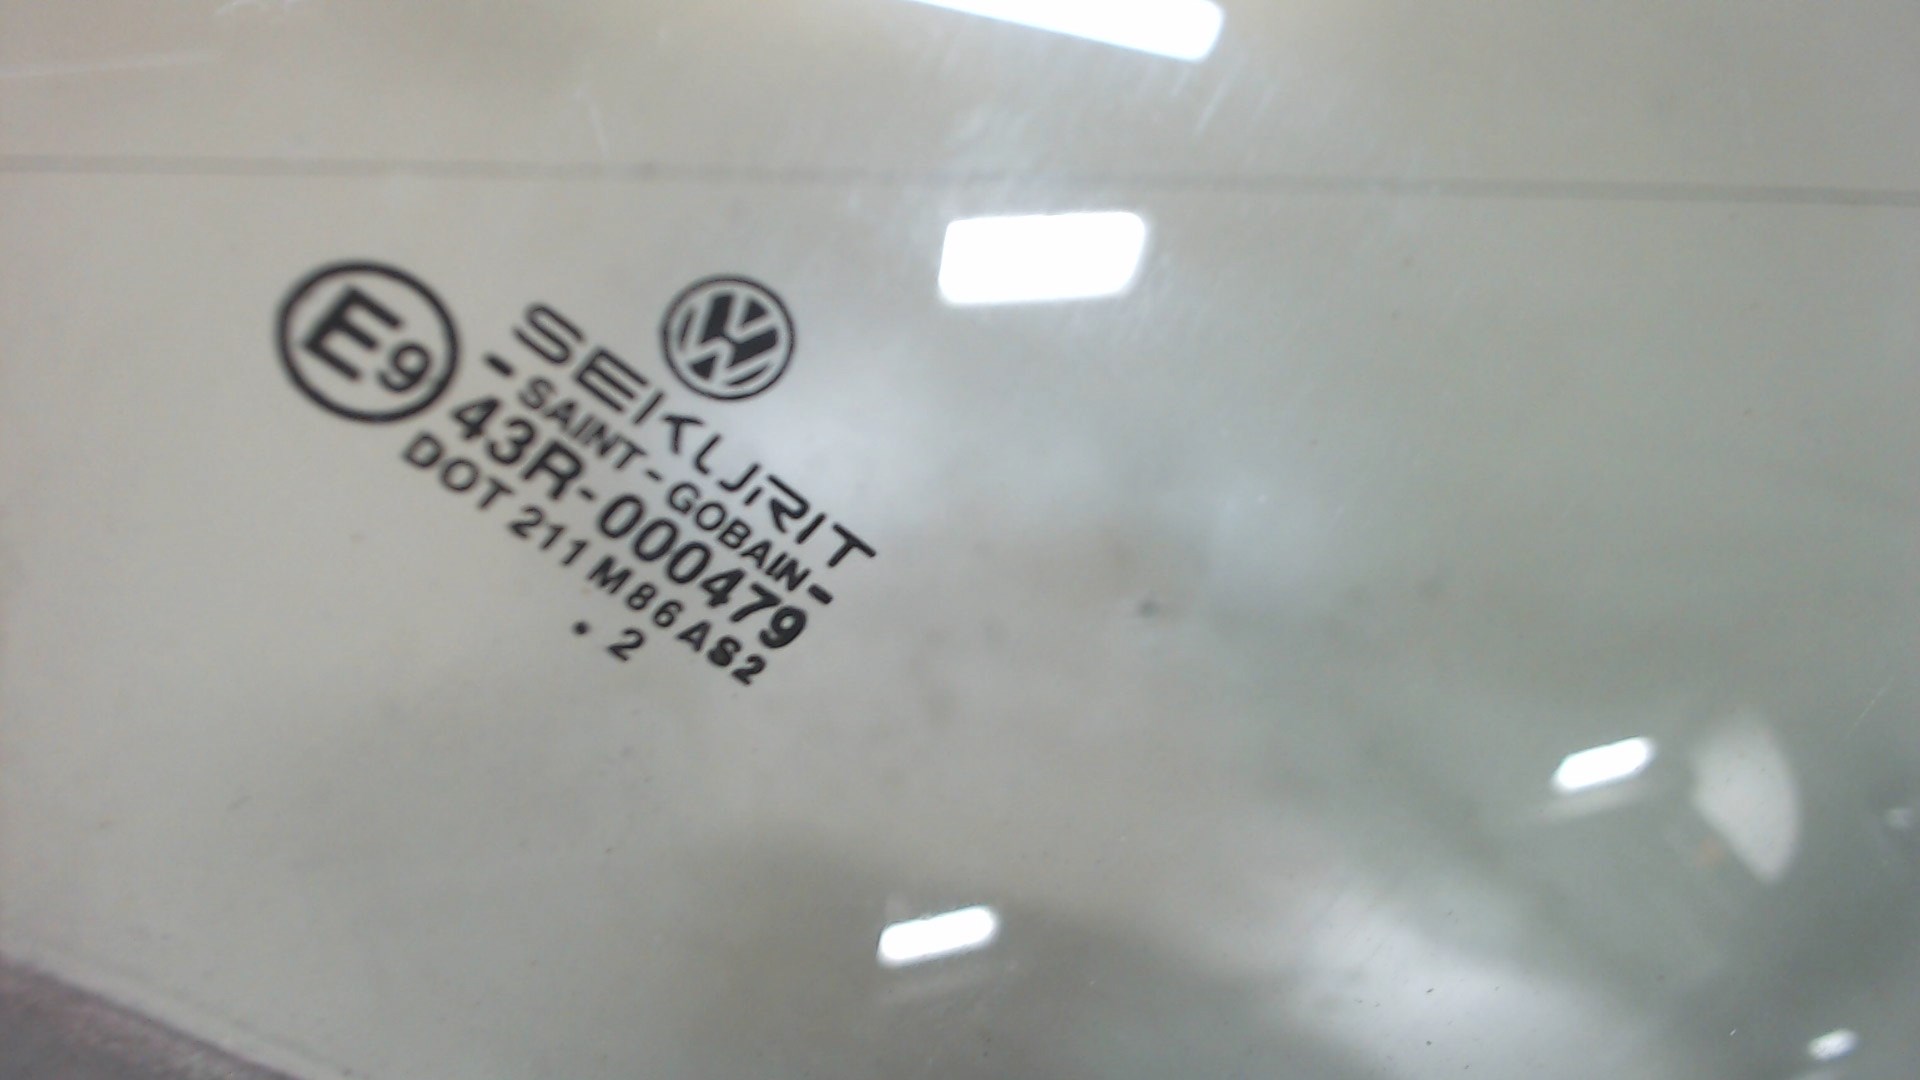 SEKURIT
- SAINT-GOBAIN -
E9
43R-000479
DOT 211 M86 AS2
. 2